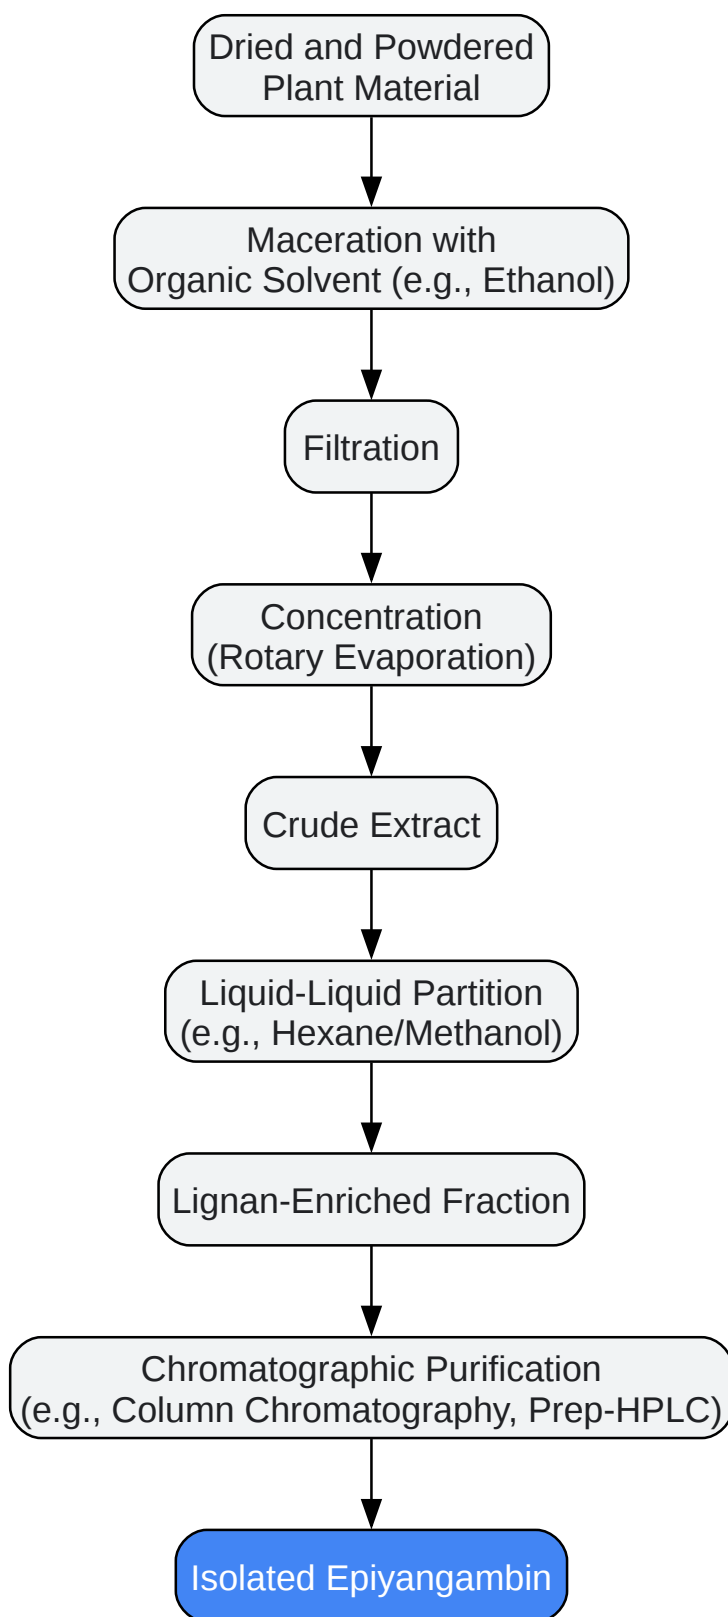 Dried and Powdered
Plant Material
Maceration with
Organic Solvent (e.g., Ethanol)
Filtration
Concentration
(Rotary Evaporation)
Crude Extract
Liquid-Liquid Partition
(e.g., Hexane/Methanol)
Lignan-Enriched Fraction
Chromatographic Purification
(e.g., Column Chromatography, Prep-HPLC)
Isolated Epiyangambin